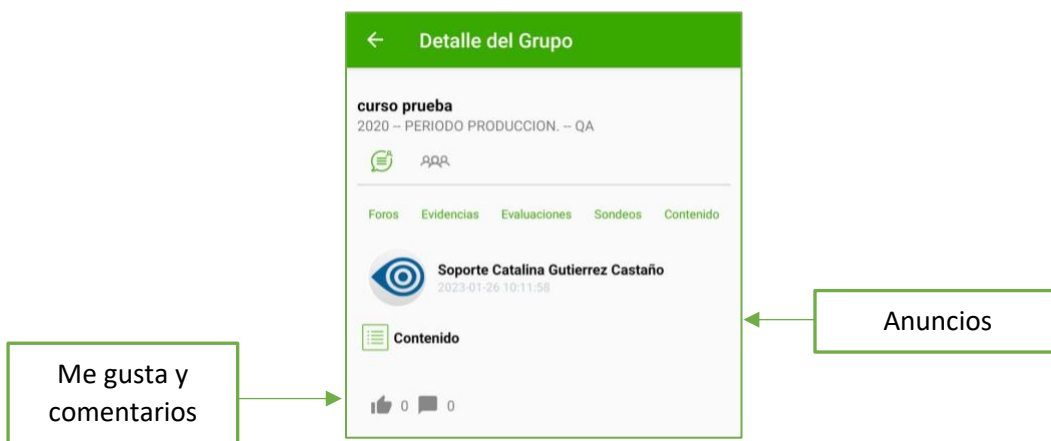 Detalle del Grupo
curso prueba
2020 -- PERIODO PRODUCCION. -- QA
Foros Evidencias Evaluaciones Sondeos Contenido
Soporte Catalina Gutierrez Castaño
2023-01-26 10:11:58
Contenido
Anuncios
Me gusta y
comentarios
0 0